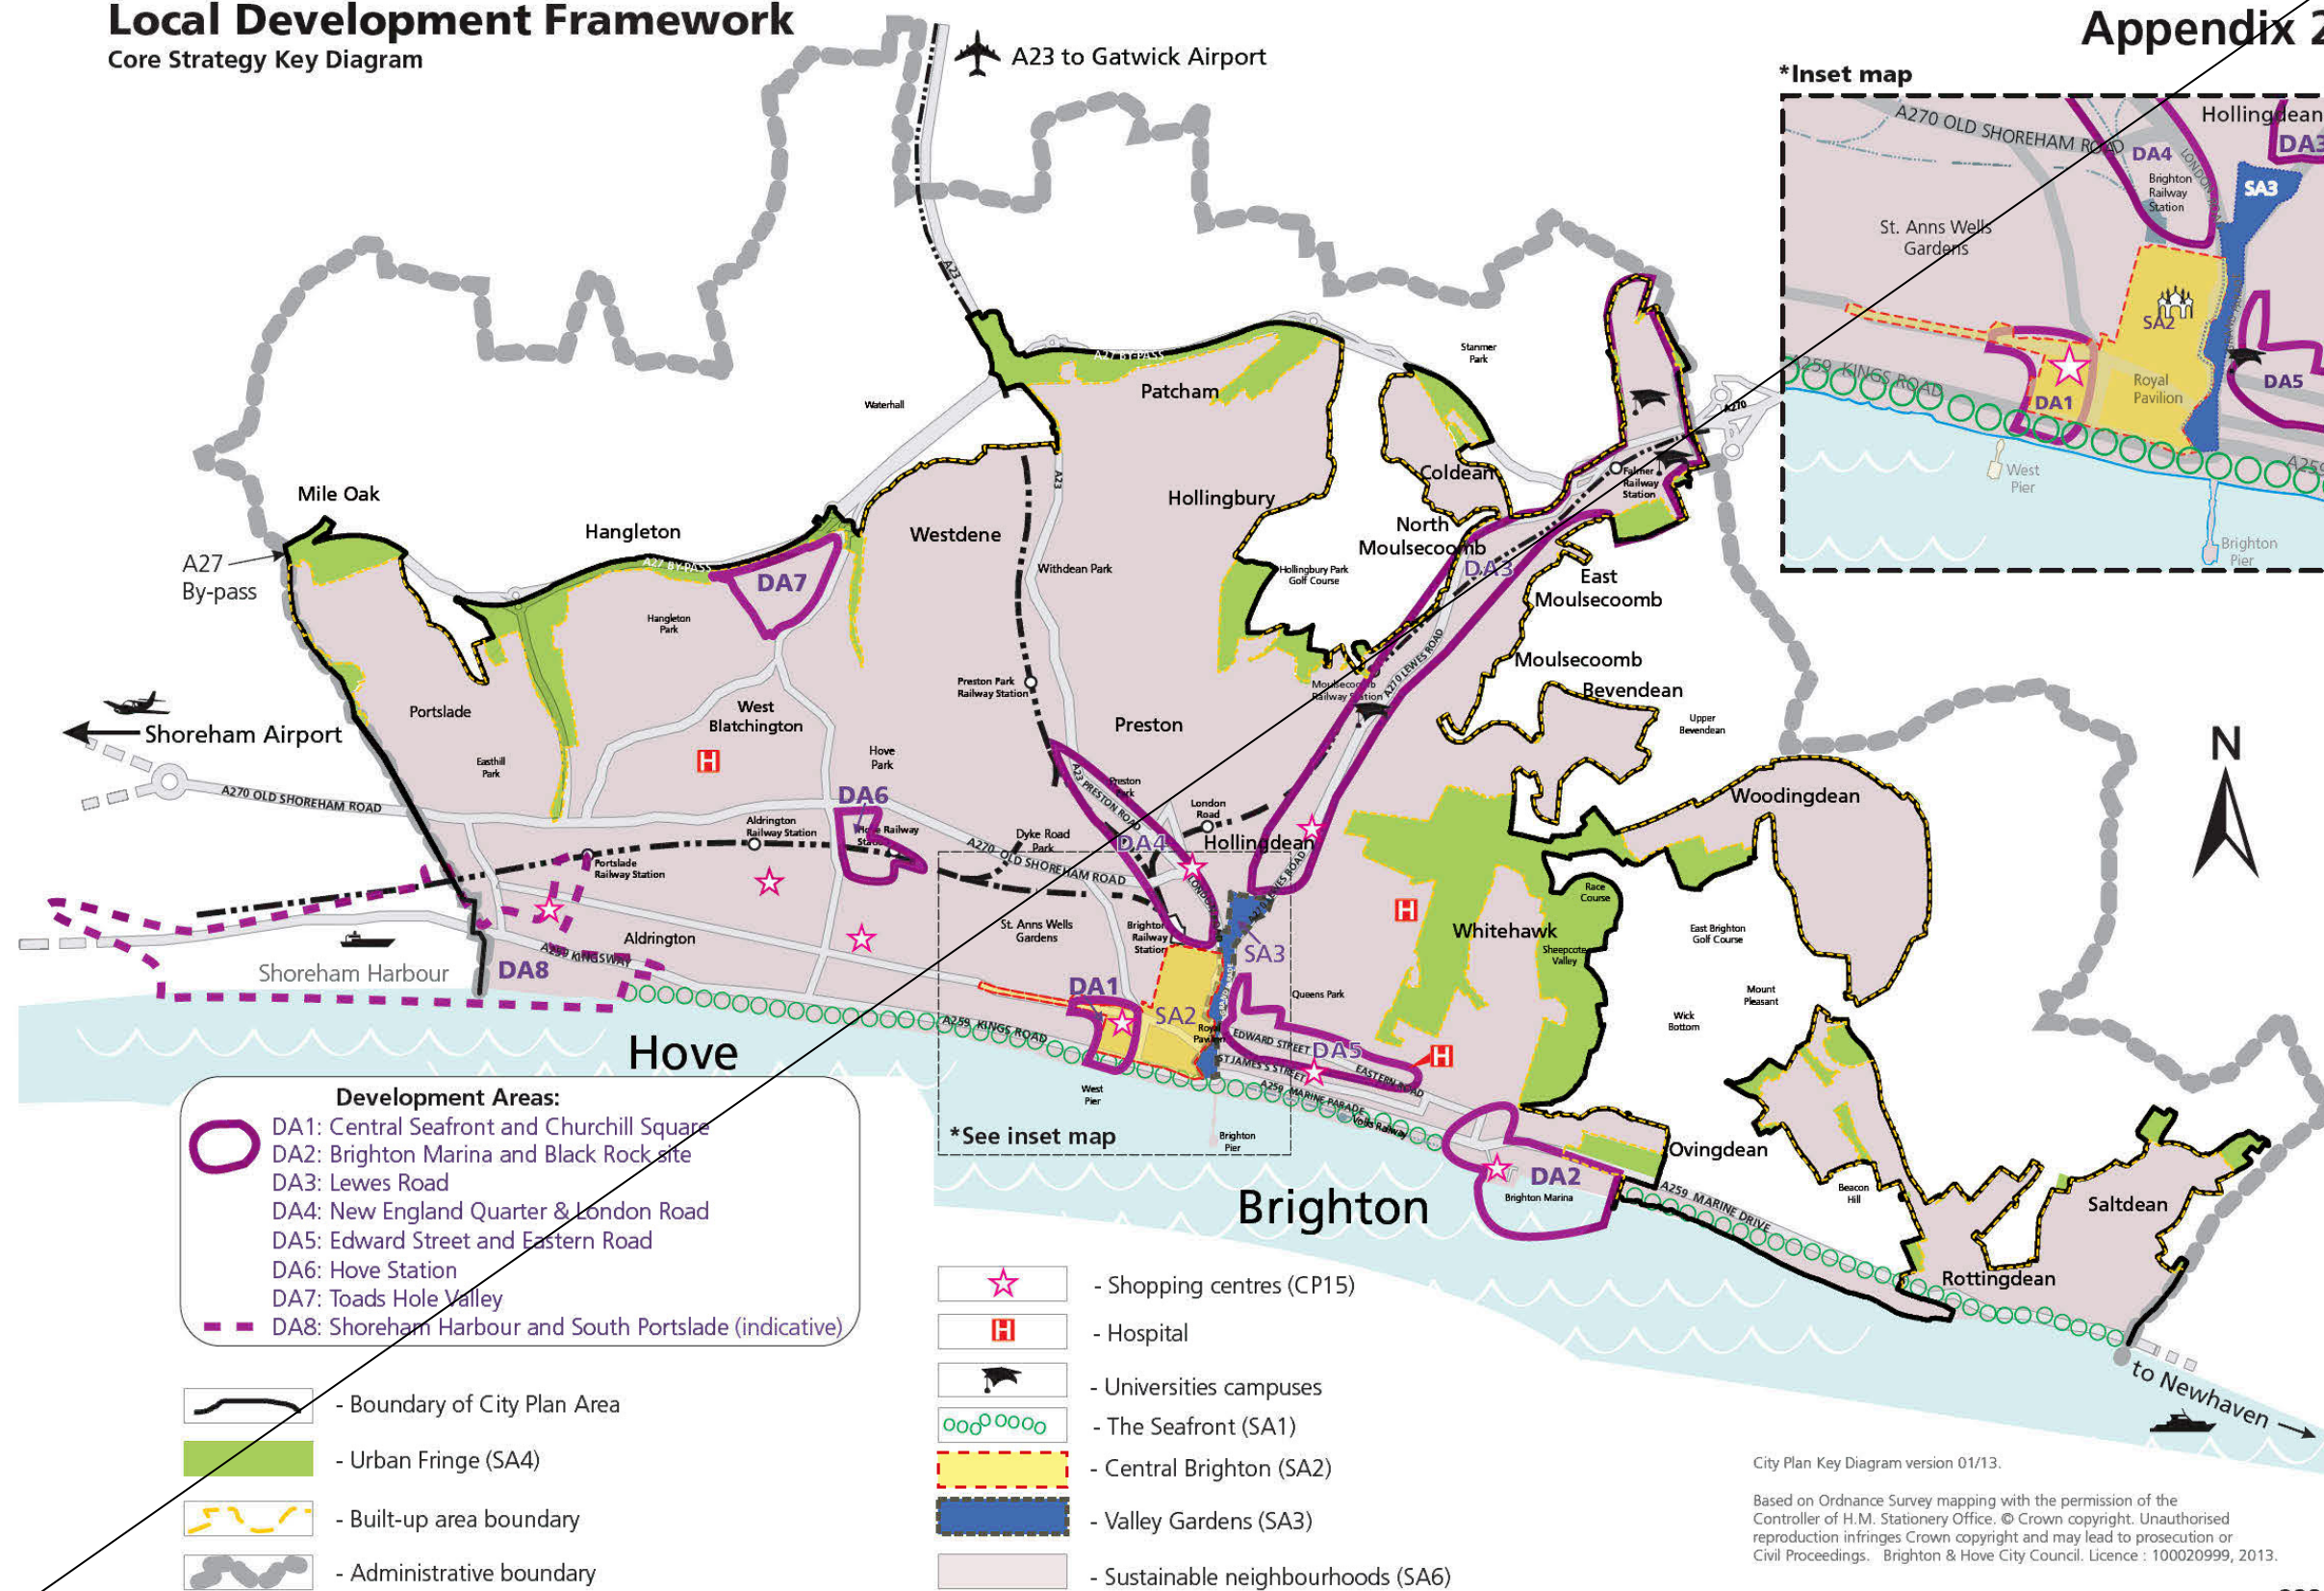 Local Development Framework
Core Strategy Key Diagram
A23 to Gatwick Airport
Appendix 2
*Inset map
Hollingdean
A270 OLD SHOREHAM ROAD
DA4
DA3
Brighton
Railway
Station
SA3
St. Anns Wells
Gardens
SA2
A259 KINGS ROAD
DA1
Royal
Pavilion
DA5
West
Pier
A259
Brighton
Pier
A23
A27 BY-PASS
Patcham
Stanmer
Park
Waterhall
A270
A23
Coldean
Falmer
Railway
Station
Mile Oak
Hangleton
Westdene
Hollingbury
North
Moulsecoomb
A27
By-pass
A27 BY-PASS
DA7
Withdean Park
Hollingbury Park
Golf Course
DA3
East
Moulsecoomb
Hangleton
Park
A270 LEWES ROAD
Moulsecoomb
Portslade
West
Blatchington
Preston Park
Railway Station
Preston
Moulsecoomb
Railway Station
Bevendean
Upper
Bevendean
Shoreham Airport
Easthill
Park
Hove
Park
A270 OLD SHOREHAM ROAD
DA6
A23 PRESTON ROAD
Preston
Park
London
Road
Woodingdean
N
Aldrington
Railway Station
Hove Railway
Station
Dyke Road
Park
A270 OLD SHOREHAM ROAD
DA4
Hollingdean
Portslade
Railway Station
A270 LEWES ROAD
Race
Course
Aldrington
St. Anns Wells
Gardens
Brighton
Railway
Station
SA3
Whitehawk
Sheepcote
Valley
East Brighton
Golf Course
Shoreham Harbour
DA8
A259 KINGSWAY
DA1
SA2
Queens Park
Mount
Pleasant
Wick
Bottom
Hove
A259 KINGS ROAD
Royal
Pavilion
EDWARD STREET
DA5
ST JAMES'S STREET
EASTERN ROAD
A259 MARINE PARADE
Volks Railway
West
Pier
*See inset map
Brighton
Pier
Ovingdean
DA2
Brighton Marina
A259 MARINE DRIVE
Beacon
Hill
Saltdean
Brighton
Rottingdean
to Newhaven
Development Areas:
DA1: Central Seafront and Churchill Square
DA2: Brighton Marina and Black Rock site
DA3: Lewes Road
DA4: New England Quarter & London Road
DA5: Edward Street and Eastern Road
DA6: Hove Station
DA7: Toads Hole Valley
DA8: Shoreham Harbour and South Portslade (indicative)
- Boundary of City Plan Area
- Urban Fringe (SA4)
- Built-up area boundary
- Administrative boundary
- Shopping centres (CP15)
H - Hospital
- Universities campuses
- The Seafront (SA1)
- Central Brighton (SA2)
- Valley Gardens (SA3)
- Sustainable neighbourhoods (SA6)
City Plan Key Diagram version 01/13.
Based on Ordnance Survey mapping with the permission of the
Controller of H.M. Stationery Office. © Crown copyright. Unauthorised
reproduction infringes Crown copyright and may lead to prosecution or
Civil Proceedings. Brighton & Hove City Council. Licence : 100020999, 2013.